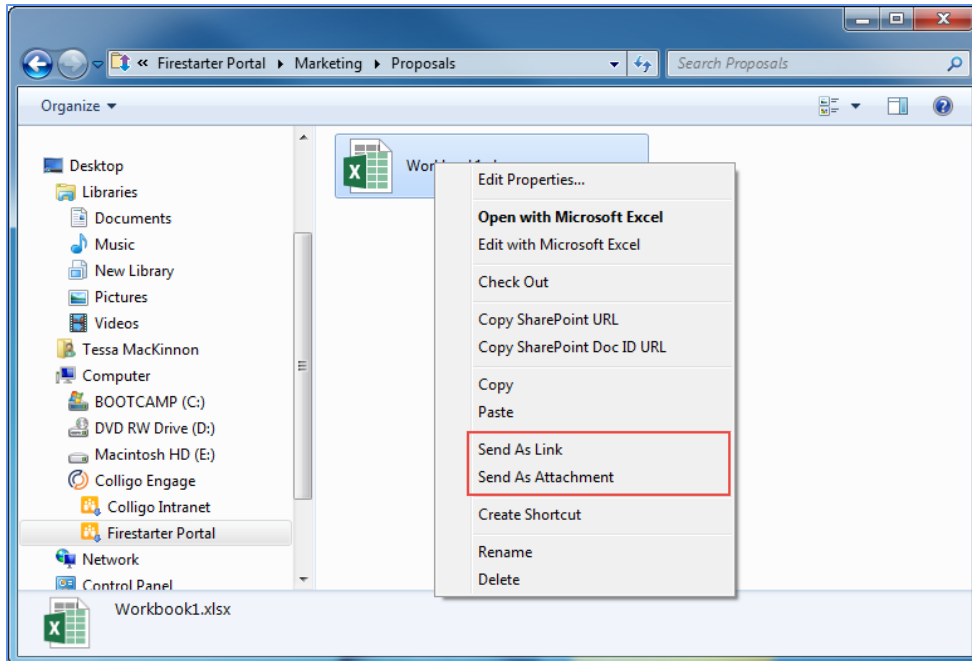 « Firestarter Portal ▸ Marketing ▸ Proposals
Search Proposals
Organize
Desktop
Libraries
Documents
Music
New Library
Pictures
Videos
Tessa MacKinnon
Computer
BOOTCAMP (C:)
DVD RW Drive (D:)
Macintosh HD (E:)
Colligo Engage
Colligo Intranet
Firestarter Portal
Network
Control Panel
Edit Properties...
Open with Microsoft Excel
Edit with Microsoft Excel
Check Out
Copy SharePoint URL
Copy SharePoint Doc ID URL
Copy
Paste
Send As Link
Send As Attachment
Create Shortcut
Rename
Delete
Workbook1.xlsx